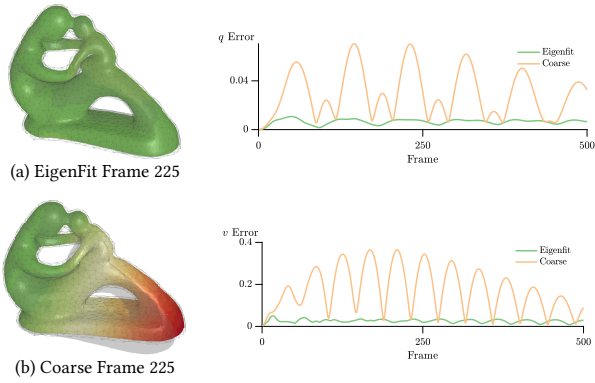 q Error
Eigenfit
Coarse
0.04
0
0
250
500
Frame
(a) EigenFit Frame 225
v Error
0.4
Eigenfit
Coarse
0.2
0
0
250
500
Frame
(b) Coarse Frame 225